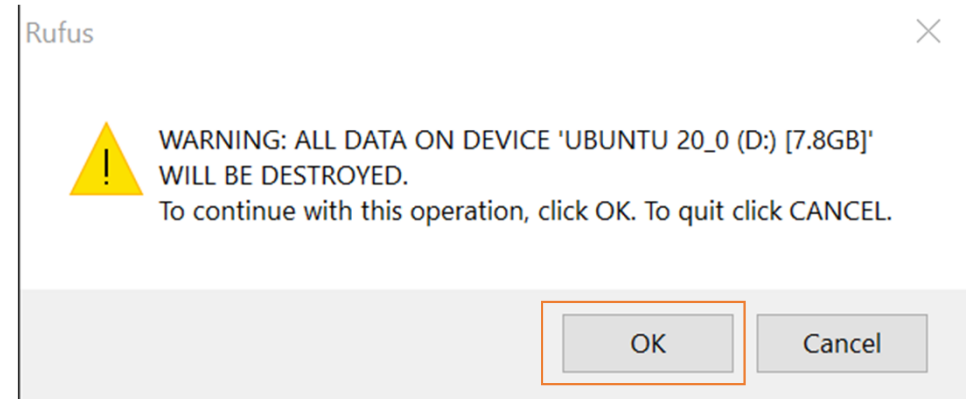 Rufus
WARNING: ALL DATA ON DEVICE 'UBUNTU 20_0 (D:) [7.8GB]'
WILL BE DESTROYED.
To continue with this operation, click OK. To quit click CANCEL.
OK
Cancel